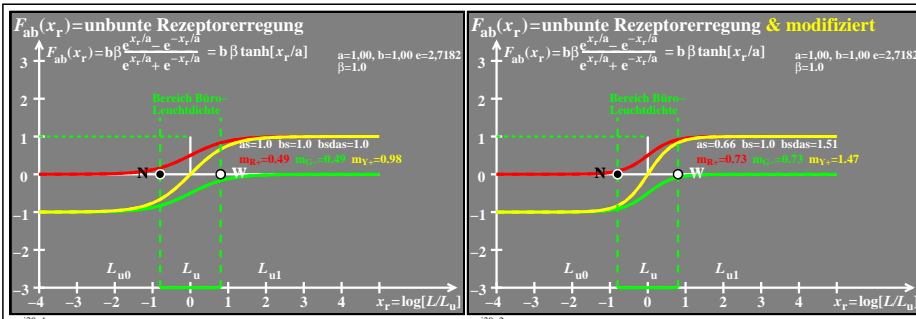 F_ab(x_r)=unbunte Rezeptorerregung
F_ab(x_r)=bβ (e^{x_r/a} − e^{−x_r/a}) / (e^{x_r/a} + e^{−x_r/a}) = b β tanh[x_r/a]
a=1,00, b=1,00 e=2,7182
β=1.0
Bereich Büro–
Leuchtdichte
as=1.0 bs=1.0 bsdas=1.0
m_R+=0.49 m_G+=0.49 m_Y+=0.98
N
W
3
2
1
0
−1
−2
−3
L_u0 L_u L_u1
−4 −3 −2 −1 0 1 2 3 4 x_r=log[L/L_u]
F_ab(x_r)=unbunte Rezeptorerregung & modifiziert
F_ab(x_r)=bβ (e^{x_r/a} − e^{−x_r/a}) / (e^{x_r/a} + e^{−x_r/a}) = b β tanh[x_r/a]
a=1,00, b=1,00 e=2,7182
β=1.0
Bereich Büro–
Leuchtdichte
as=0.66 bs=1.0 bsdas=1.51
m_R+=0.73 m_G+=0.73 m_Y+=1.47
N
W
3
2
1
0
−1
−2
−3
L_u0 L_u L_u1
−4 −3 −2 −1 0 1 2 3 4 x_r=log[L/L_u]